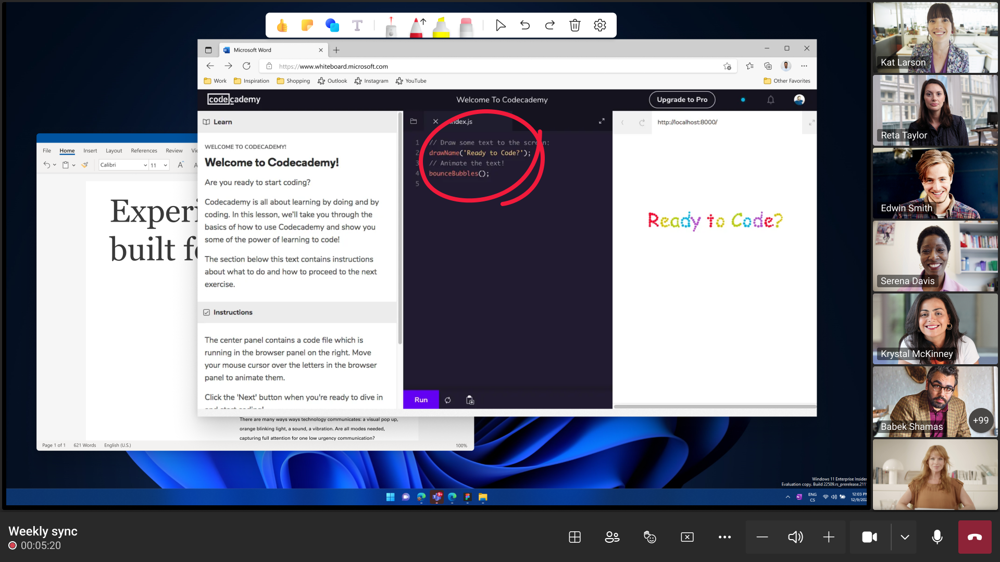 Microsoft Word
https://www.whiteboard.microsoft.com
Work Inspiration Shopping Outlook Instagram YouTube Other Favorites
codecademy Welcome To Codecademy Upgrade to Pro
Learn
WELCOME TO CODECADEMY!
Welcome to Codecademy!
Are you ready to start coding?
Codecademy is all about learning by doing and by
coding. In this lesson, we'll take you through the
basics of how to use Codecademy and show you
some of the power of learning to code!
The section below this text contains instructions
about what to do and how to proceed to the next
exercise.
Instructions
The center panel contains a code file which is
running in the browser panel on the right. Move
your mouse cursor over the letters in the browser
panel to animate them.
Click the 'Next' button when you're ready to dive in
index.js
1 // Draw some text to the screen:
2 drawName('Ready to Code?');
3 // Animate the text!
4 bounceBubbles();
5
Run
http://localhost:8000/
Ready to Code?
File Home Insert Layout References Review
Calibri 11
Experi
built f
There are many ways ways technology communicates: a visual pop up,
orange blinking light, a sound, a vibration. Are all modes needed,
capturing full attention for one low urgency communication?
Page 1 of 1 621 Words English (U.S.) 100%
Windows 11 Enterprise Insider
Evaluation copy. Build 22509.rs_prerelease.211
9+
ENG
CS
12:03 P
12/9/202
Kat Larson
Reta Taylor
Edwin Smith
Serena Davis
Krystal McKinney
Babek Shamas
+99
Weekly sync
00:05:20